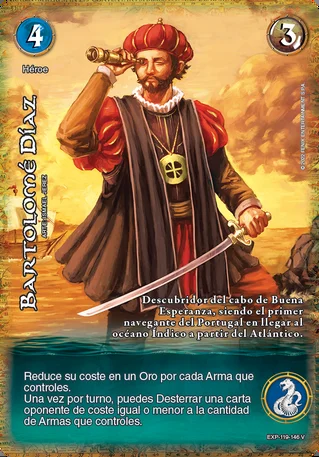 4
3
Héroe
Bartolomé Díaz
ARTE: ISMAEL JEREZ
Descubridor del cabo de Buena
Esperanza, siendo el primer
navegante del Portugal en llegar al
océano Índico a partir del Atlántico.
Reduce su coste en un Oro por cada Arma que
controles.
Una vez por turno, puedes Desterrar una carta
oponente de coste igual o menor a la cantidad
de Armas que controles.
EXP-119-146 V